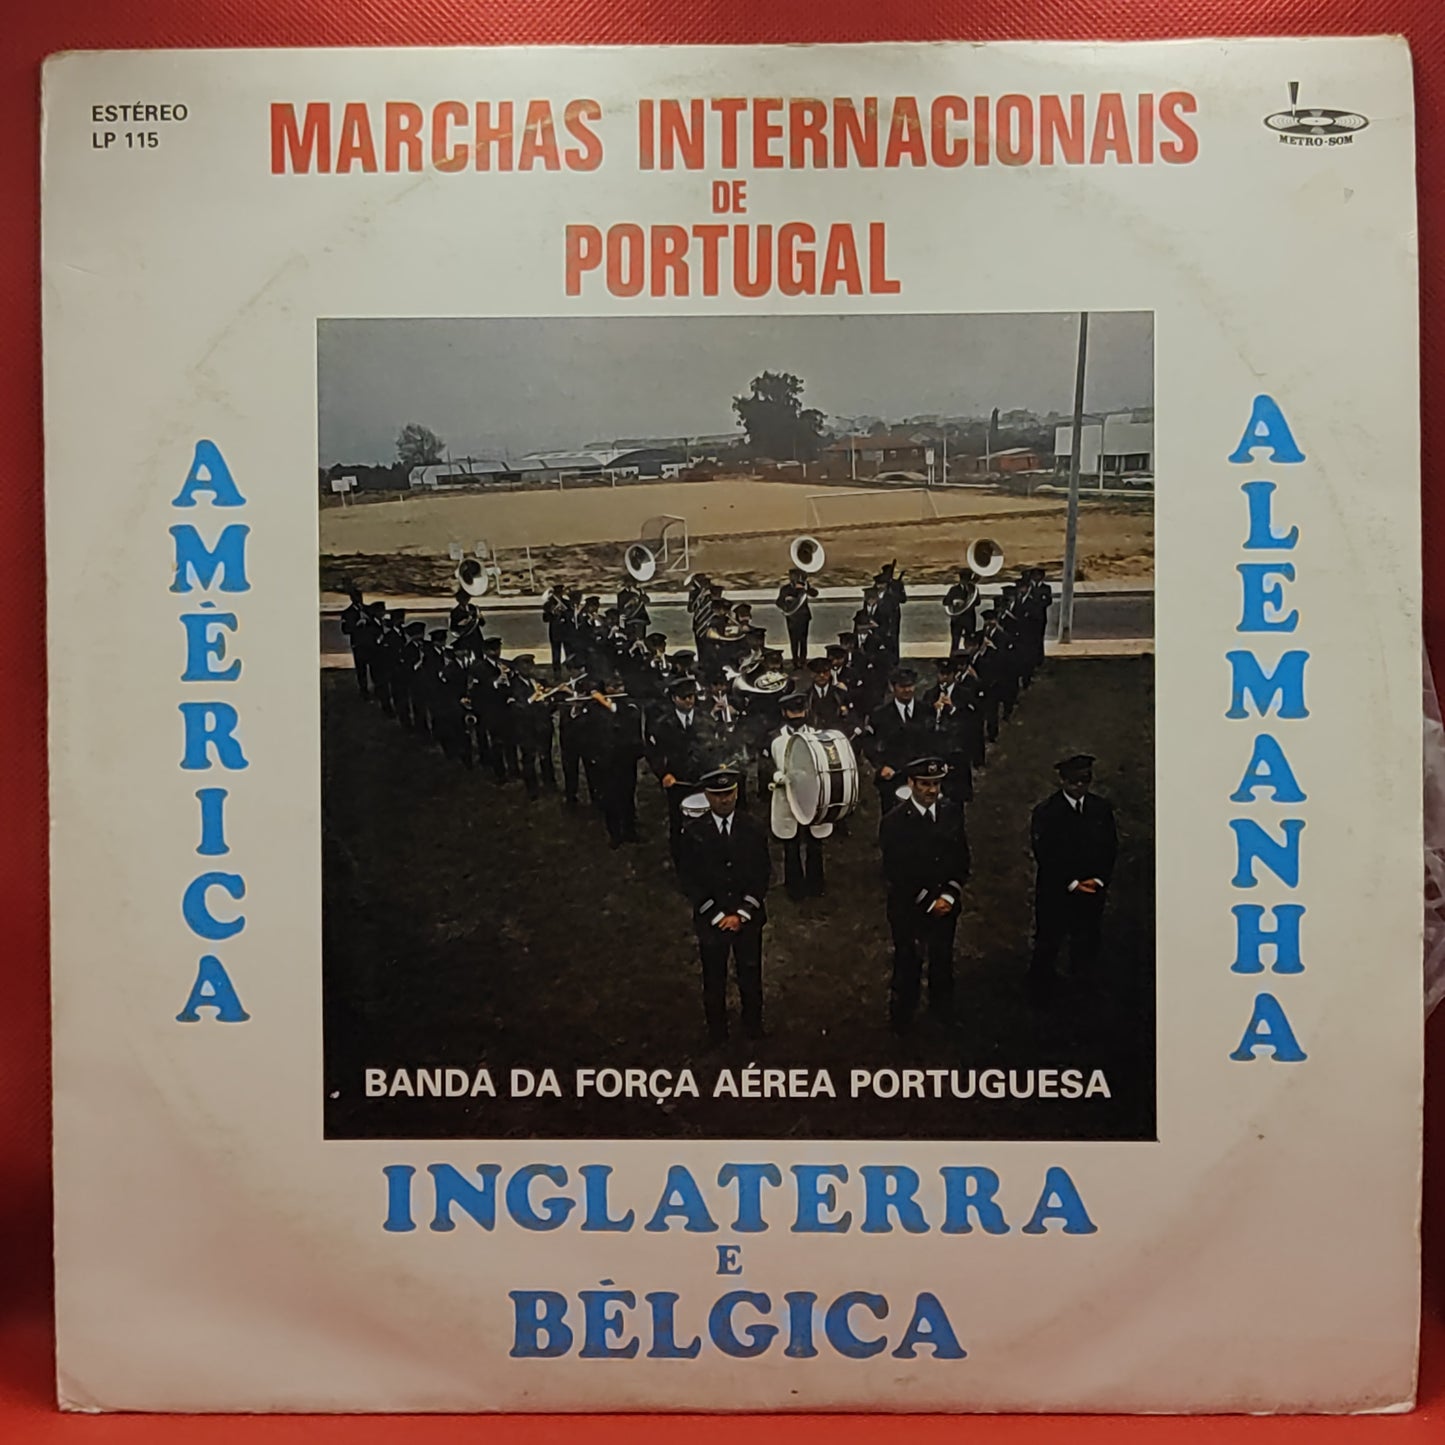 ESTÉREO
LP 115
MARCHAS INTERNACIONAIS
DE
PORTUGAL
METRO-SOM
AMÈRICA
ALEMANHA
BANDA DA FORÇA AÉREA PORTUGUESA
INGLATERRA
E
BÈLGICA